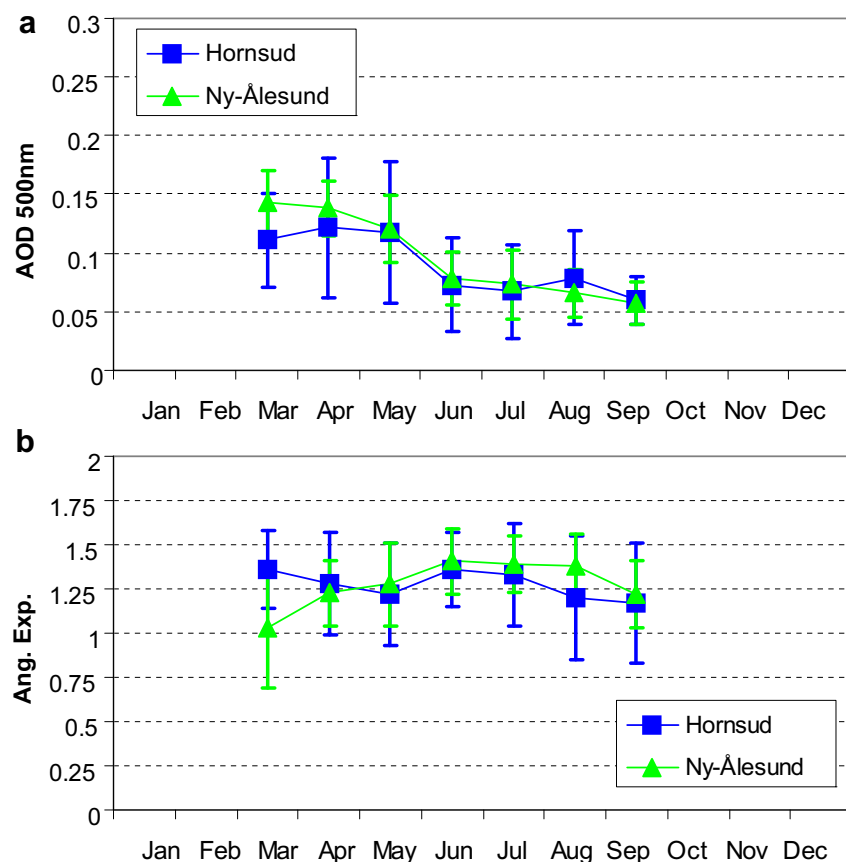 a
0.3
0.25
0.2
0.15
0.1
0.05
0
AOD 500nm
Hornsud
Ny-Ålesund
Jan Feb Mar Apr May Jun Jul Aug Sep Oct Nov Dec
b
2
1.75
1.5
1.25
1
0.75
0.5
0.25
0
Ang. Exp.
Hornsud
Ny-Ålesund
Jan Feb Mar Apr May Jun Jul Aug Sep Oct Nov Dec